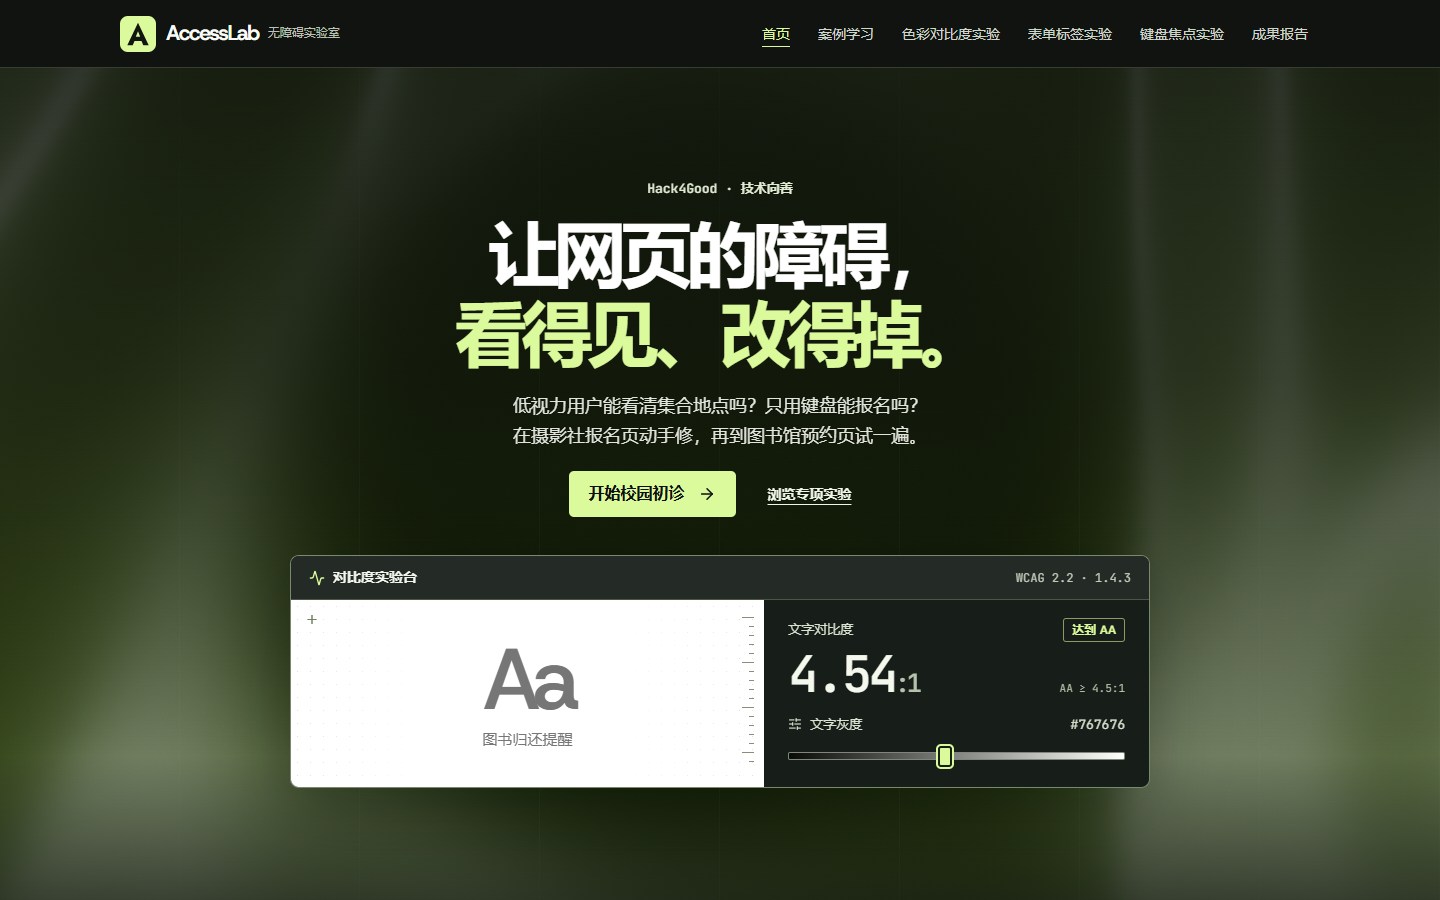 A AccessLab 无障碍实验室
首页 案例学习 色彩对比度实验 表单标签实验 键盘焦点实验 成果报告
Hack4Good · 技术向善
让网页的障碍，
看得见、改得掉。
低视力用户能看清集合地点吗？只用键盘能报名吗？
在摄影社报名页动手修，再到图书馆预约页试一遍。
开始校园初诊 → 浏览专项实验
对比度实验台 WCAG 2.2 · 1.4.3
Aa
图书归还提醒
文字对比度 达到 AA
4.54:1 AA ≥ 4.5:1
文字灰度 #767676